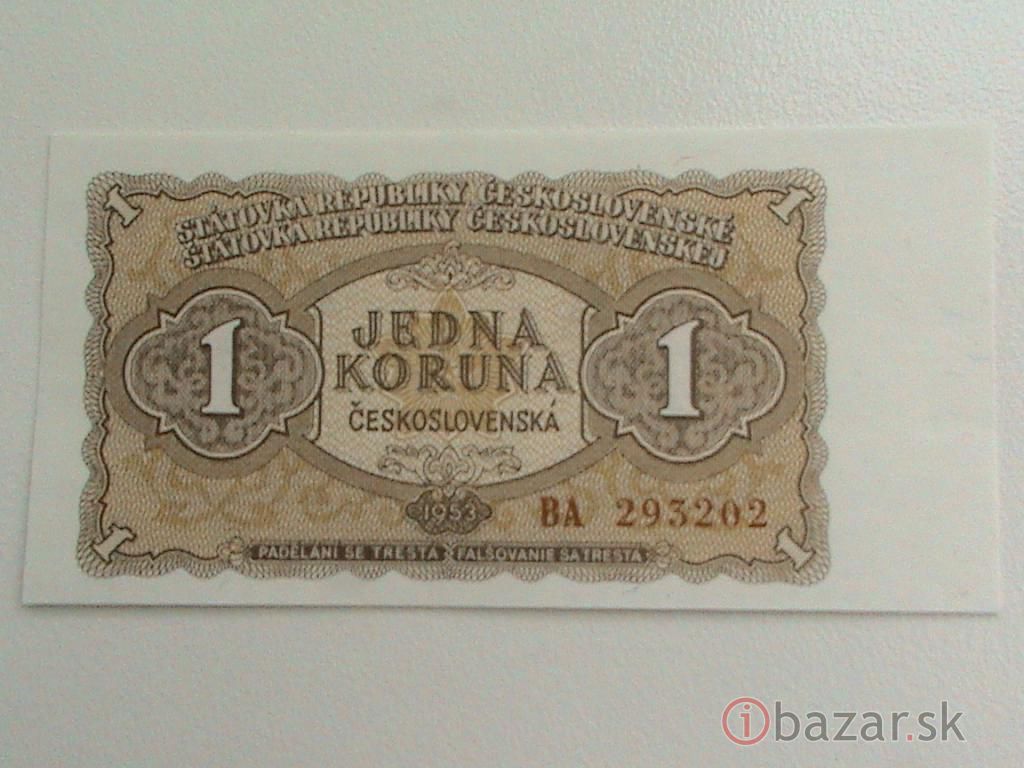 1 1
STÁTOVKA REPUBLIKY ČESKOSLOVENSKÉ
ŠTÁTOVKA REPUBLIKY ČESKOSLOVENSKEJ
1 JEDNA 1
KORUNA
ČESKOSLOVENSKÁ
1953 BA 293202
1 PADĚLÁNÍ SE TRESTÁ FALŠOVANIE SA TRESTÁ 1
ibazar.sk